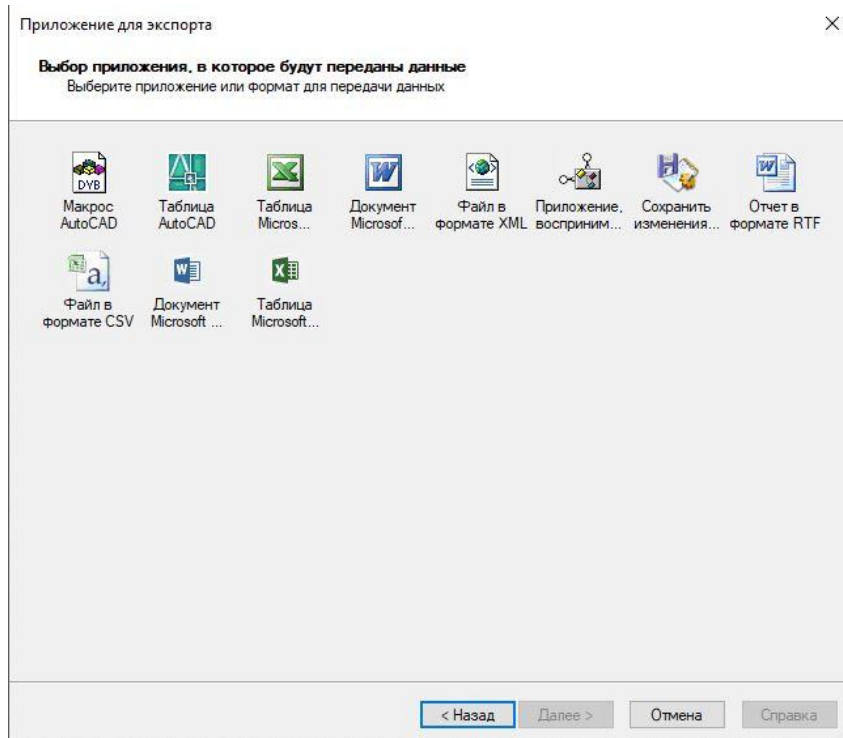 Приложение для экспорта
Выбор приложения, в которое будут переданы данные
Выберите приложение или формат для передачи данных
DVB
Макрос AutoCAD
Таблица AutoCAD
Таблица Micros...
Документ Microsof...
Файл в формате XML
Приложение, восприним...
Сохранить изменения...
Отчет в формате RTF
a,
Файл в формате CSV
Документ Microsoft ...
Таблица Microsoft...
< Назад
Далее >
Отмена
Справка